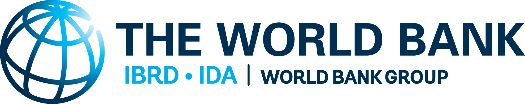 THE WORLD BANK
IBRD • IDA | WORLD BANK GROUP